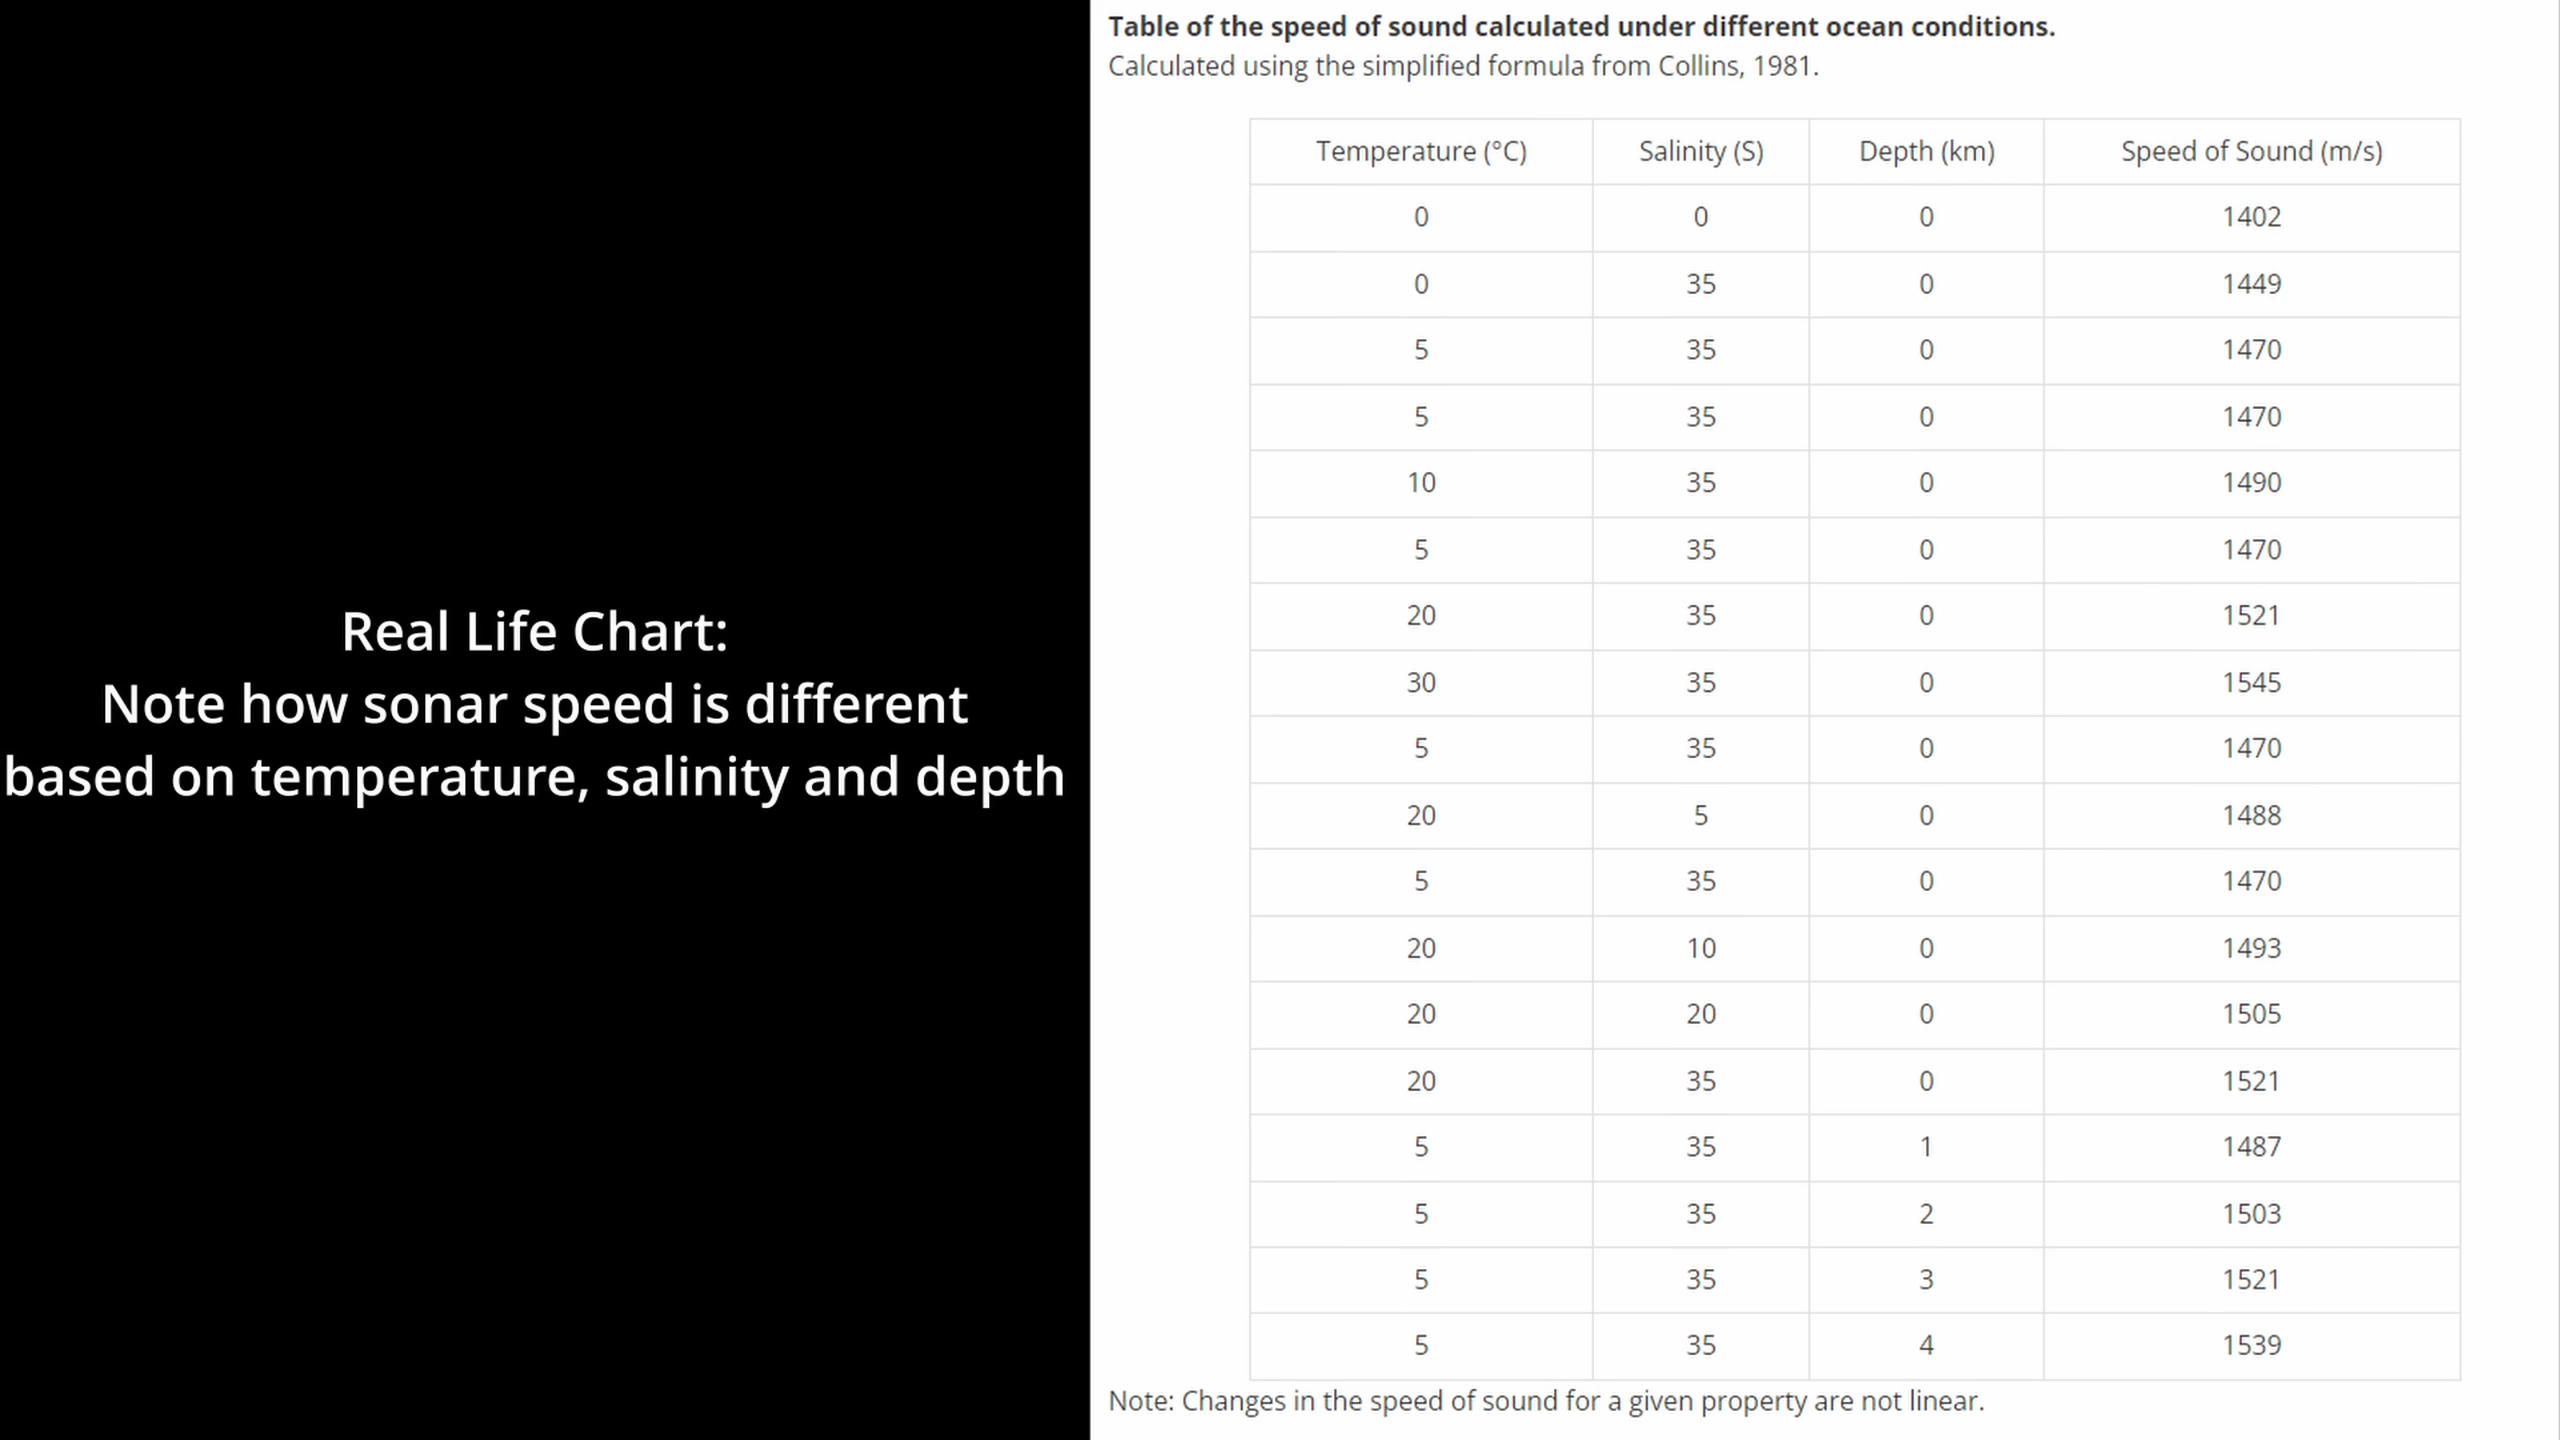 Real Life Chart:
Note how sonar speed is different
based on temperature, salinity and depth
Table of the speed of sound calculated under different ocean conditions.
Calculated using the simplified formula from Collins, 1981.
Temperature (°C) Salinity (S) Depth (km) Speed of Sound (m/s)
0 0 0 1402
0 35 0 1449
5 35 0 1470
5 35 0 1470
10 35 0 1490
5 35 0 1470
20 35 0 1521
30 35 0 1545
5 35 0 1470
20 5 0 1488
5 35 0 1470
20 10 0 1493
20 20 0 1505
20 35 0 1521
5 35 1 1487
5 35 2 1503
5 35 3 1521
5 35 4 1539
Note: Changes in the speed of sound for a given property are not linear.